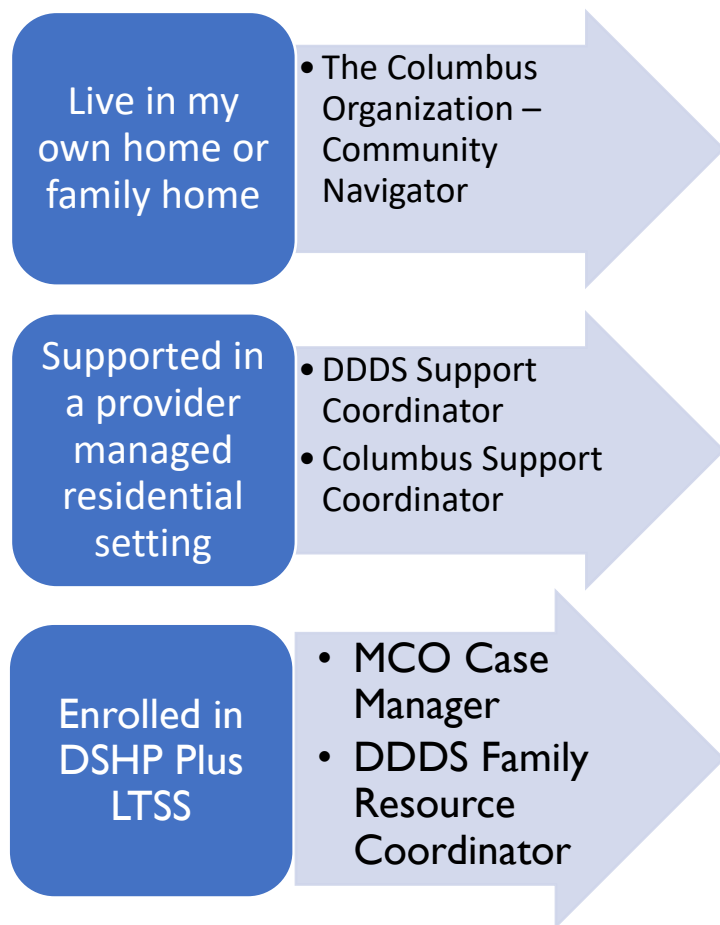 Live in my
own home or
family home
• The Columbus
Organization –
Community
Navigator
Supported in
a provider
managed
residential
setting
• DDDS Support
Coordinator
• Columbus Support
Coordinator
Enrolled in
DSHP Plus
LTSS
• MCO Case
Manager
• DDDS Family
Resource
Coordinator